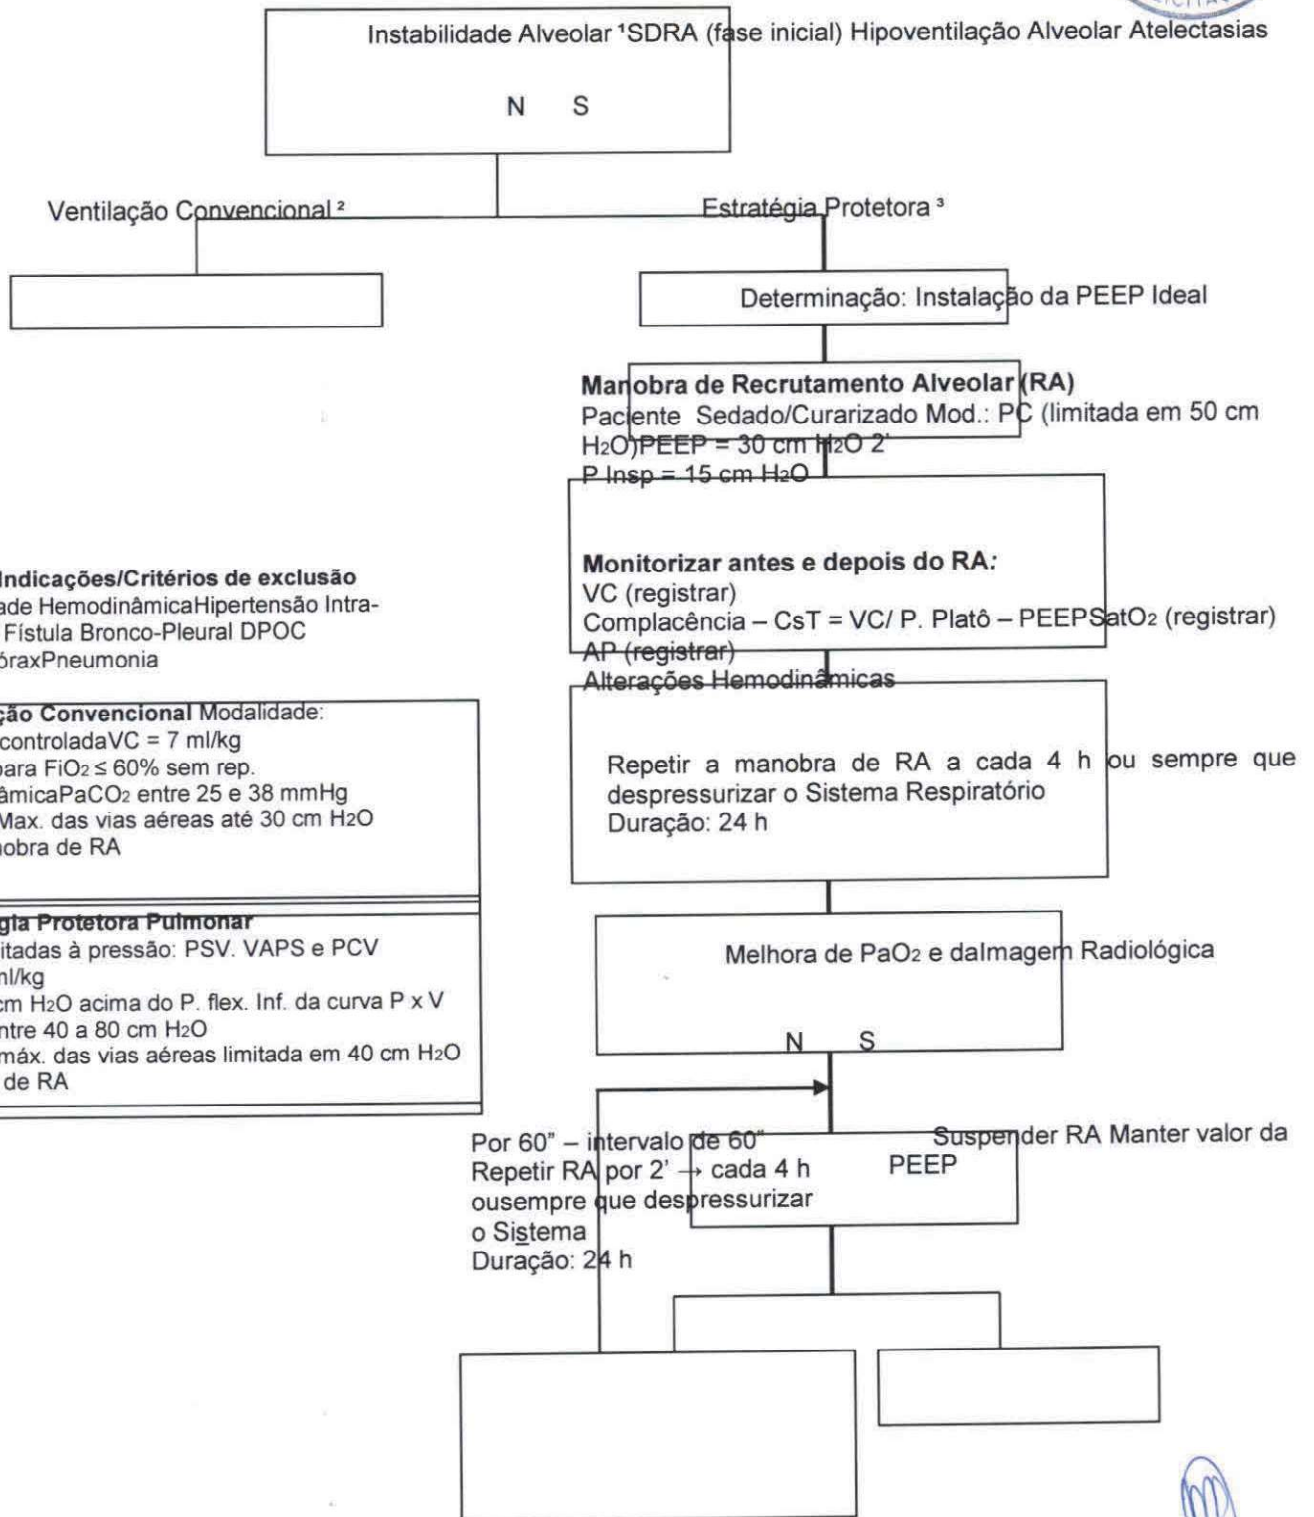 Instabilidade Alveolar ¹SDRA (fase inicial) Hipoventilação Alveolar Atelectasias
N S
Ventilação Convencional ²
Estratégia Protetora ³
Determinação: Instalação da PEEP Ideal
Manobra de Recrutamento Alveolar (RA)
Paciente Sedado/Curarizado Mod.: PC (limitada em 50 cm
H₂O)PEEP = 30 cm H₂O 2'
P Insp = 15 cm H₂O
Monitorizar antes e depois do RA:
VC (registrar)
Complacência – CsT = VC/ P. Platô – PEEPSatO₂ (registrar)
AP (registrar)
Alterações Hemodinâmicas
Indicações/Critérios de exclusão
ade HemodinâmicaHipertensão Intra-
Fístula Bronco-Pleural DPOC
óraxPneumonia
ção Convencional Modalidade:
controladaVC = 7 ml/kg
para FiO₂ ≤ 60% sem rep.
âmicaPaCO₂ entre 25 e 38 mmHg
Max. das vias aéreas até 30 cm H₂O
nobra de RA
Repetir a manobra de RA a cada 4 h ou sempre que
despressurizar o Sistema Respiratório
Duração: 24 h
gia Protetora Pulmonar
itadas à pressão: PSV. VAPS e PCV
ml/kg
cm H₂O acima do P. flex. Inf. da curva P x V
ntre 40 a 80 cm H₂O
máx. das vias aéreas limitada em 40 cm H₂O
de RA
Melhora de PaO₂ e daImagem Radiológica
N S
Por 60” – intervalo de 60”
Repetir RA por 2’ → cada 4 h
ousempre que despressurizar
o Sistema
Duração: 24 h
Suspender RA Manter valor da
PEEP